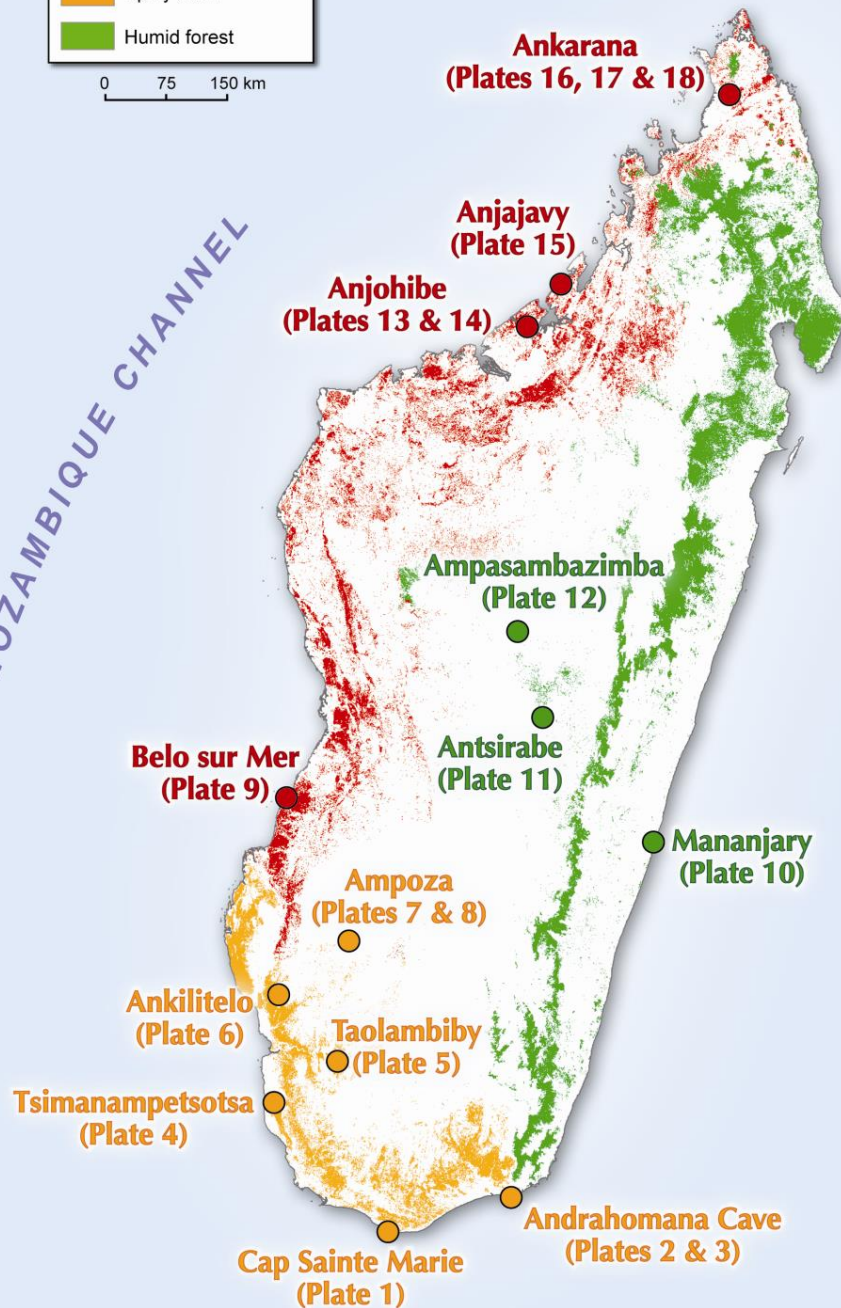 Humid forest
0 75 150 km
Ankarana
(Plates 16, 17 & 18)
Anjajavy
(Plate 15)
Anjohibe
(Plates 13 & 14)
MOZAMBIQUE CHANNEL
Ampasambazimba
(Plate 12)
Antsirabe
(Plate 11)
Belo sur Mer
(Plate 9)
Mananjary
(Plate 10)
Ampoza
(Plates 7 & 8)
Ankilitelo
(Plate 6)
Taolambiby
(Plate 5)
Tsimanampetsotsa
(Plate 4)
Andrahomana Cave
(Plates 2 & 3)
Cap Sainte Marie
(Plate 1)